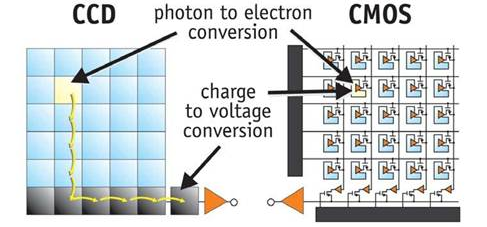 CCD
photon to electron
conversion
CMOS
charge
to voltage
conversion